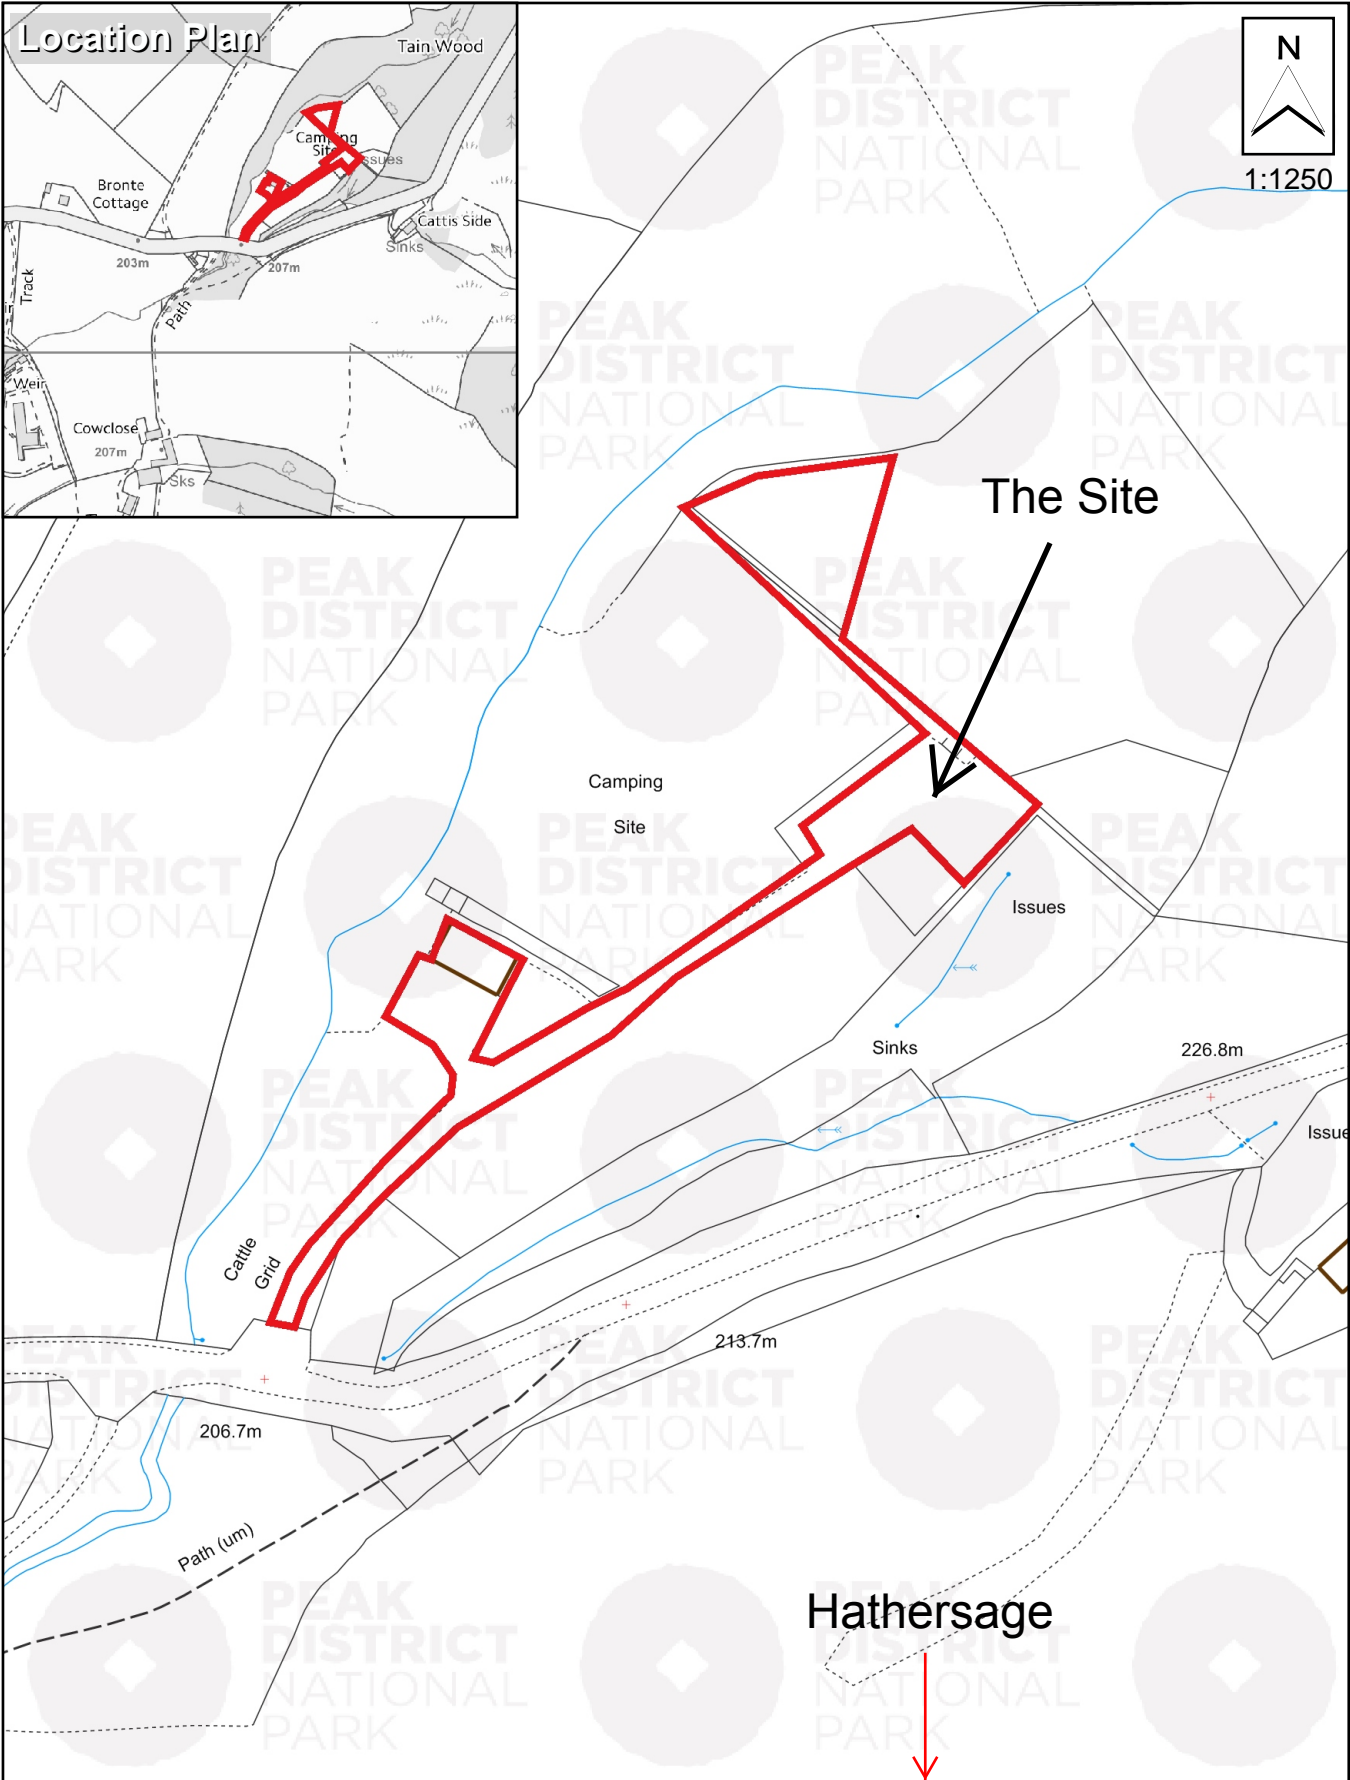 Location Plan
Tain Wood
Camping
Site
Issues
Bronte
Cottage
Cattis Side
Sinks
203m
207m
Track
Path
Weir
Cowclose
207m
Sks
N
1:1250
The Site
Camping
Site
Issues
Sinks
226.8m
Issue
Cattle
Grid
213.7m
206.7m
Path (um)
Hathersage
PEAK
DISTRICT
NATIONAL
PARK